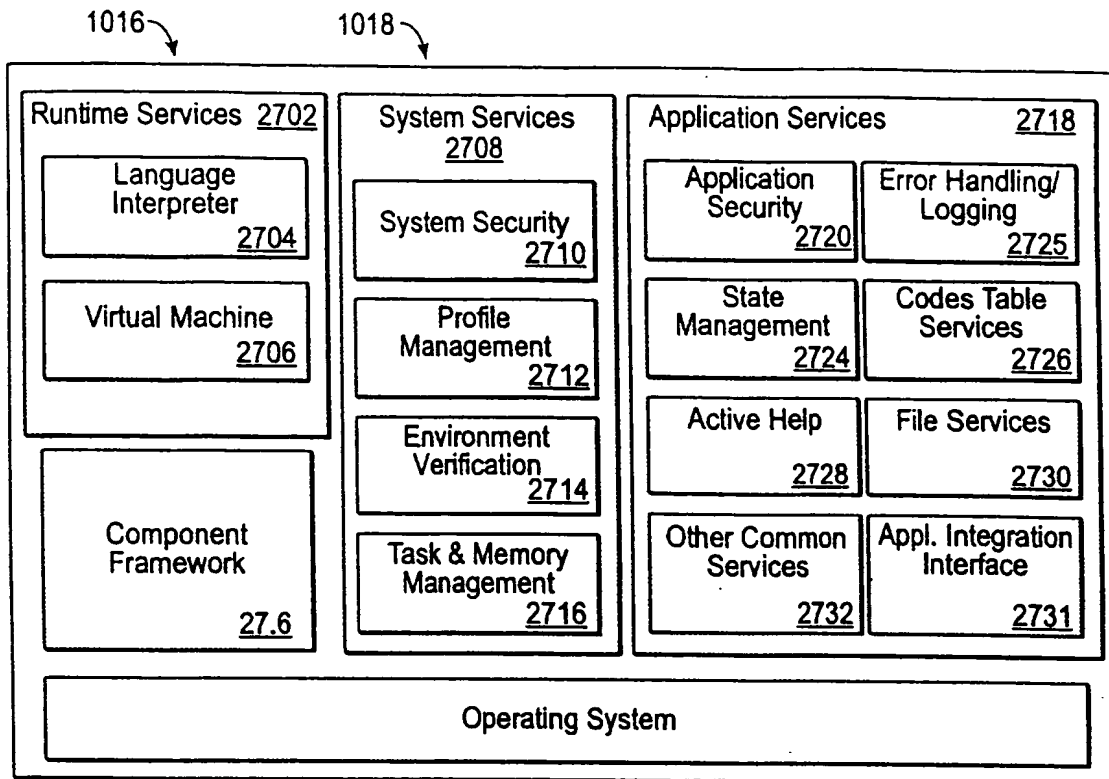 1016
1018
Runtime Services 2702
Language
Interpreter
2704
Virtual Machine
2706
Component
Framework
27.6
System Services
2708
System Security
2710
Profile
Management
2712
Environment
Verification
2714
Task & Memory
Management
2716
Application Services 2718
Application
Security
2720
Error Handling/
Logging
2725
State
Management
2724
Codes Table
Services
2726
Active Help
2728
File Services
2730
Other Common
Services
2732
Appl. Integration
Interface
2731
Operating System